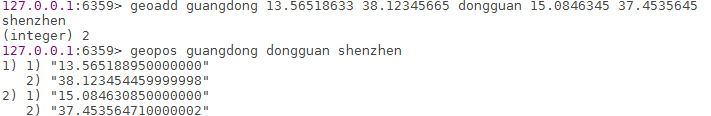 127.0.0.1:6359> geoadd guangdong 13.56518633 38.12345665 dongguan 15.0846345 37.4535645
shenzhen
(integer) 2
127.0.0.1:6359> geopos guangdong dongguan shenzhen
1) 1) "13.565188950000000"
   2) "38.123454459999998"
2) 1) "15.084630850000000"
   2) "37.453564710000002"